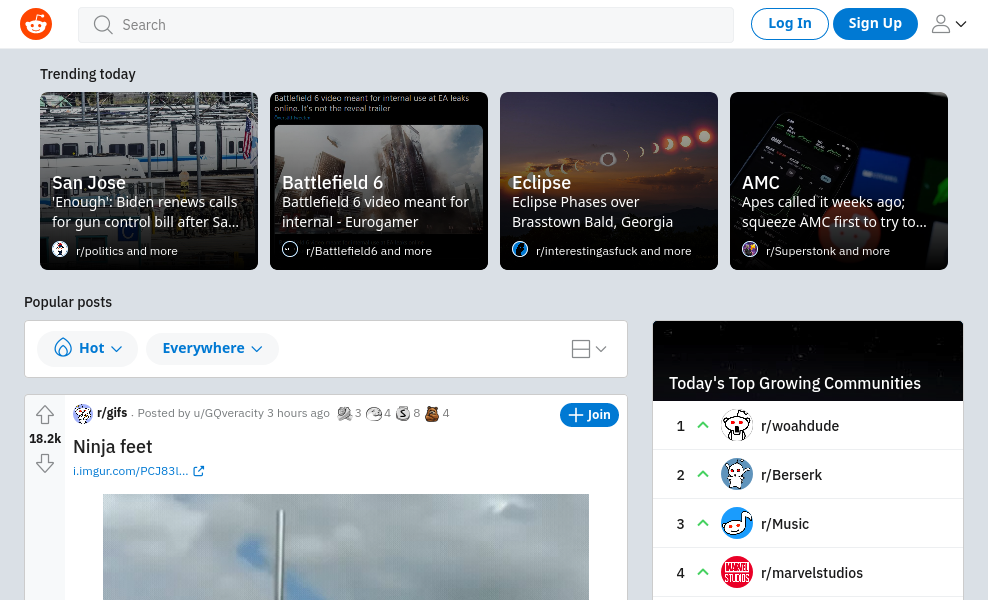 Search
Log In
Sign Up
Trending today
San Jose
'Enough': Biden renews calls
for gun control bill after Sa...
r/politics and more
Battlefield 6 video meant for internal use at EA leaks
online. It's not the reveal trailer
Battlefield 6
Battlefield 6 video meant for
internal - Eurogamer
r/Battlefield6 and more
Eclipse
Eclipse Phases over
Brasstown Bald, Georgia
r/interestingasfuck and more
AMC
Apes called it weeks ago;
squeeze AMC first to try to...
r/Superstonk and more
Popular posts
Hot
Everywhere
r/gifs · Posted by u/GQveracity 3 hours ago 3 4 S 8 4
Join
18.2k
Ninja feet
i.imgur.com/PCJ83l...
Today's Top Growing Communities
1 r/woahdude
2 r/Berserk
3 r/Music
4 MARVEL STUDIOS r/marvelstudios